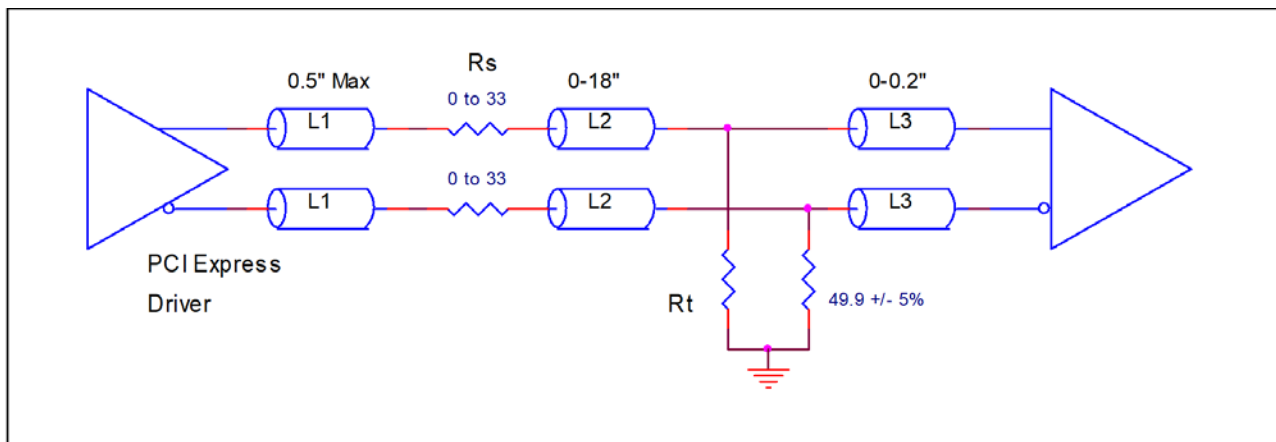 Rs
0.5" Max
0-18"
0-0.2"
0 to 33
L1
L2
L3
0 to 33
L1
L2
L3
PCI Express
Driver
Rt
49.9 +/- 5%